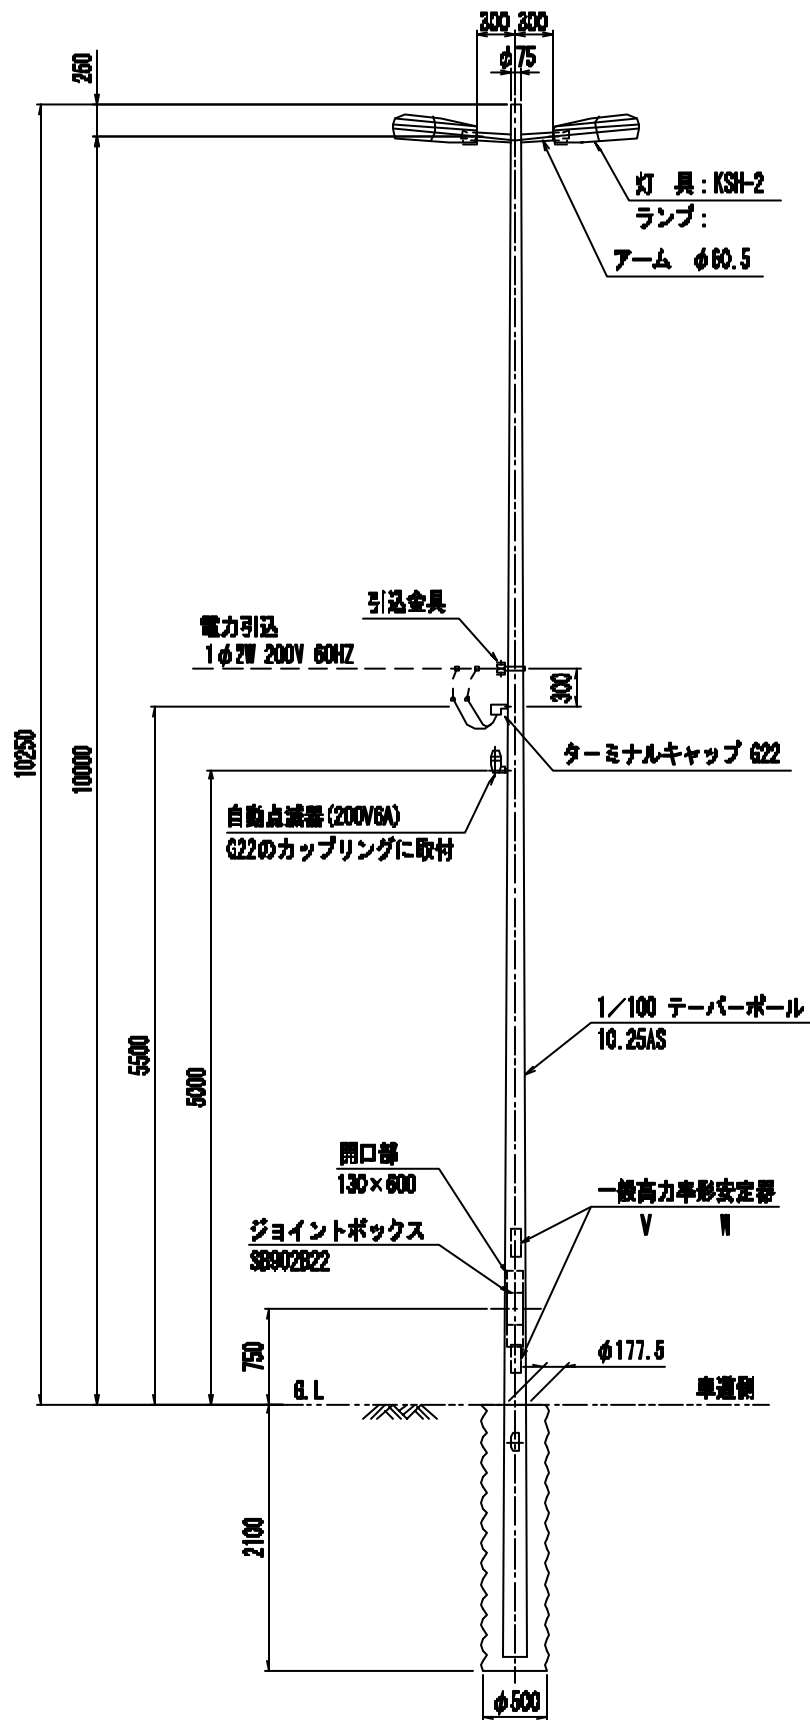 300 300
φ75
250
灯 具：KSH-2
ランプ：
アーム φ60.5
引込金具
電力引込
1φ2W 200V 60HZ
300
10250
10000
ターミナルキャップ G22
自動点滅器(200V6A)
G22のカップリングに取付
1／100 テーパーポール
10.25AS
5500
5000
開口部
130×600
一般高力率形安定器
V W
ジョイントボックス
SB902B22
750
φ177.5
G.L
車道側
2100
φ500